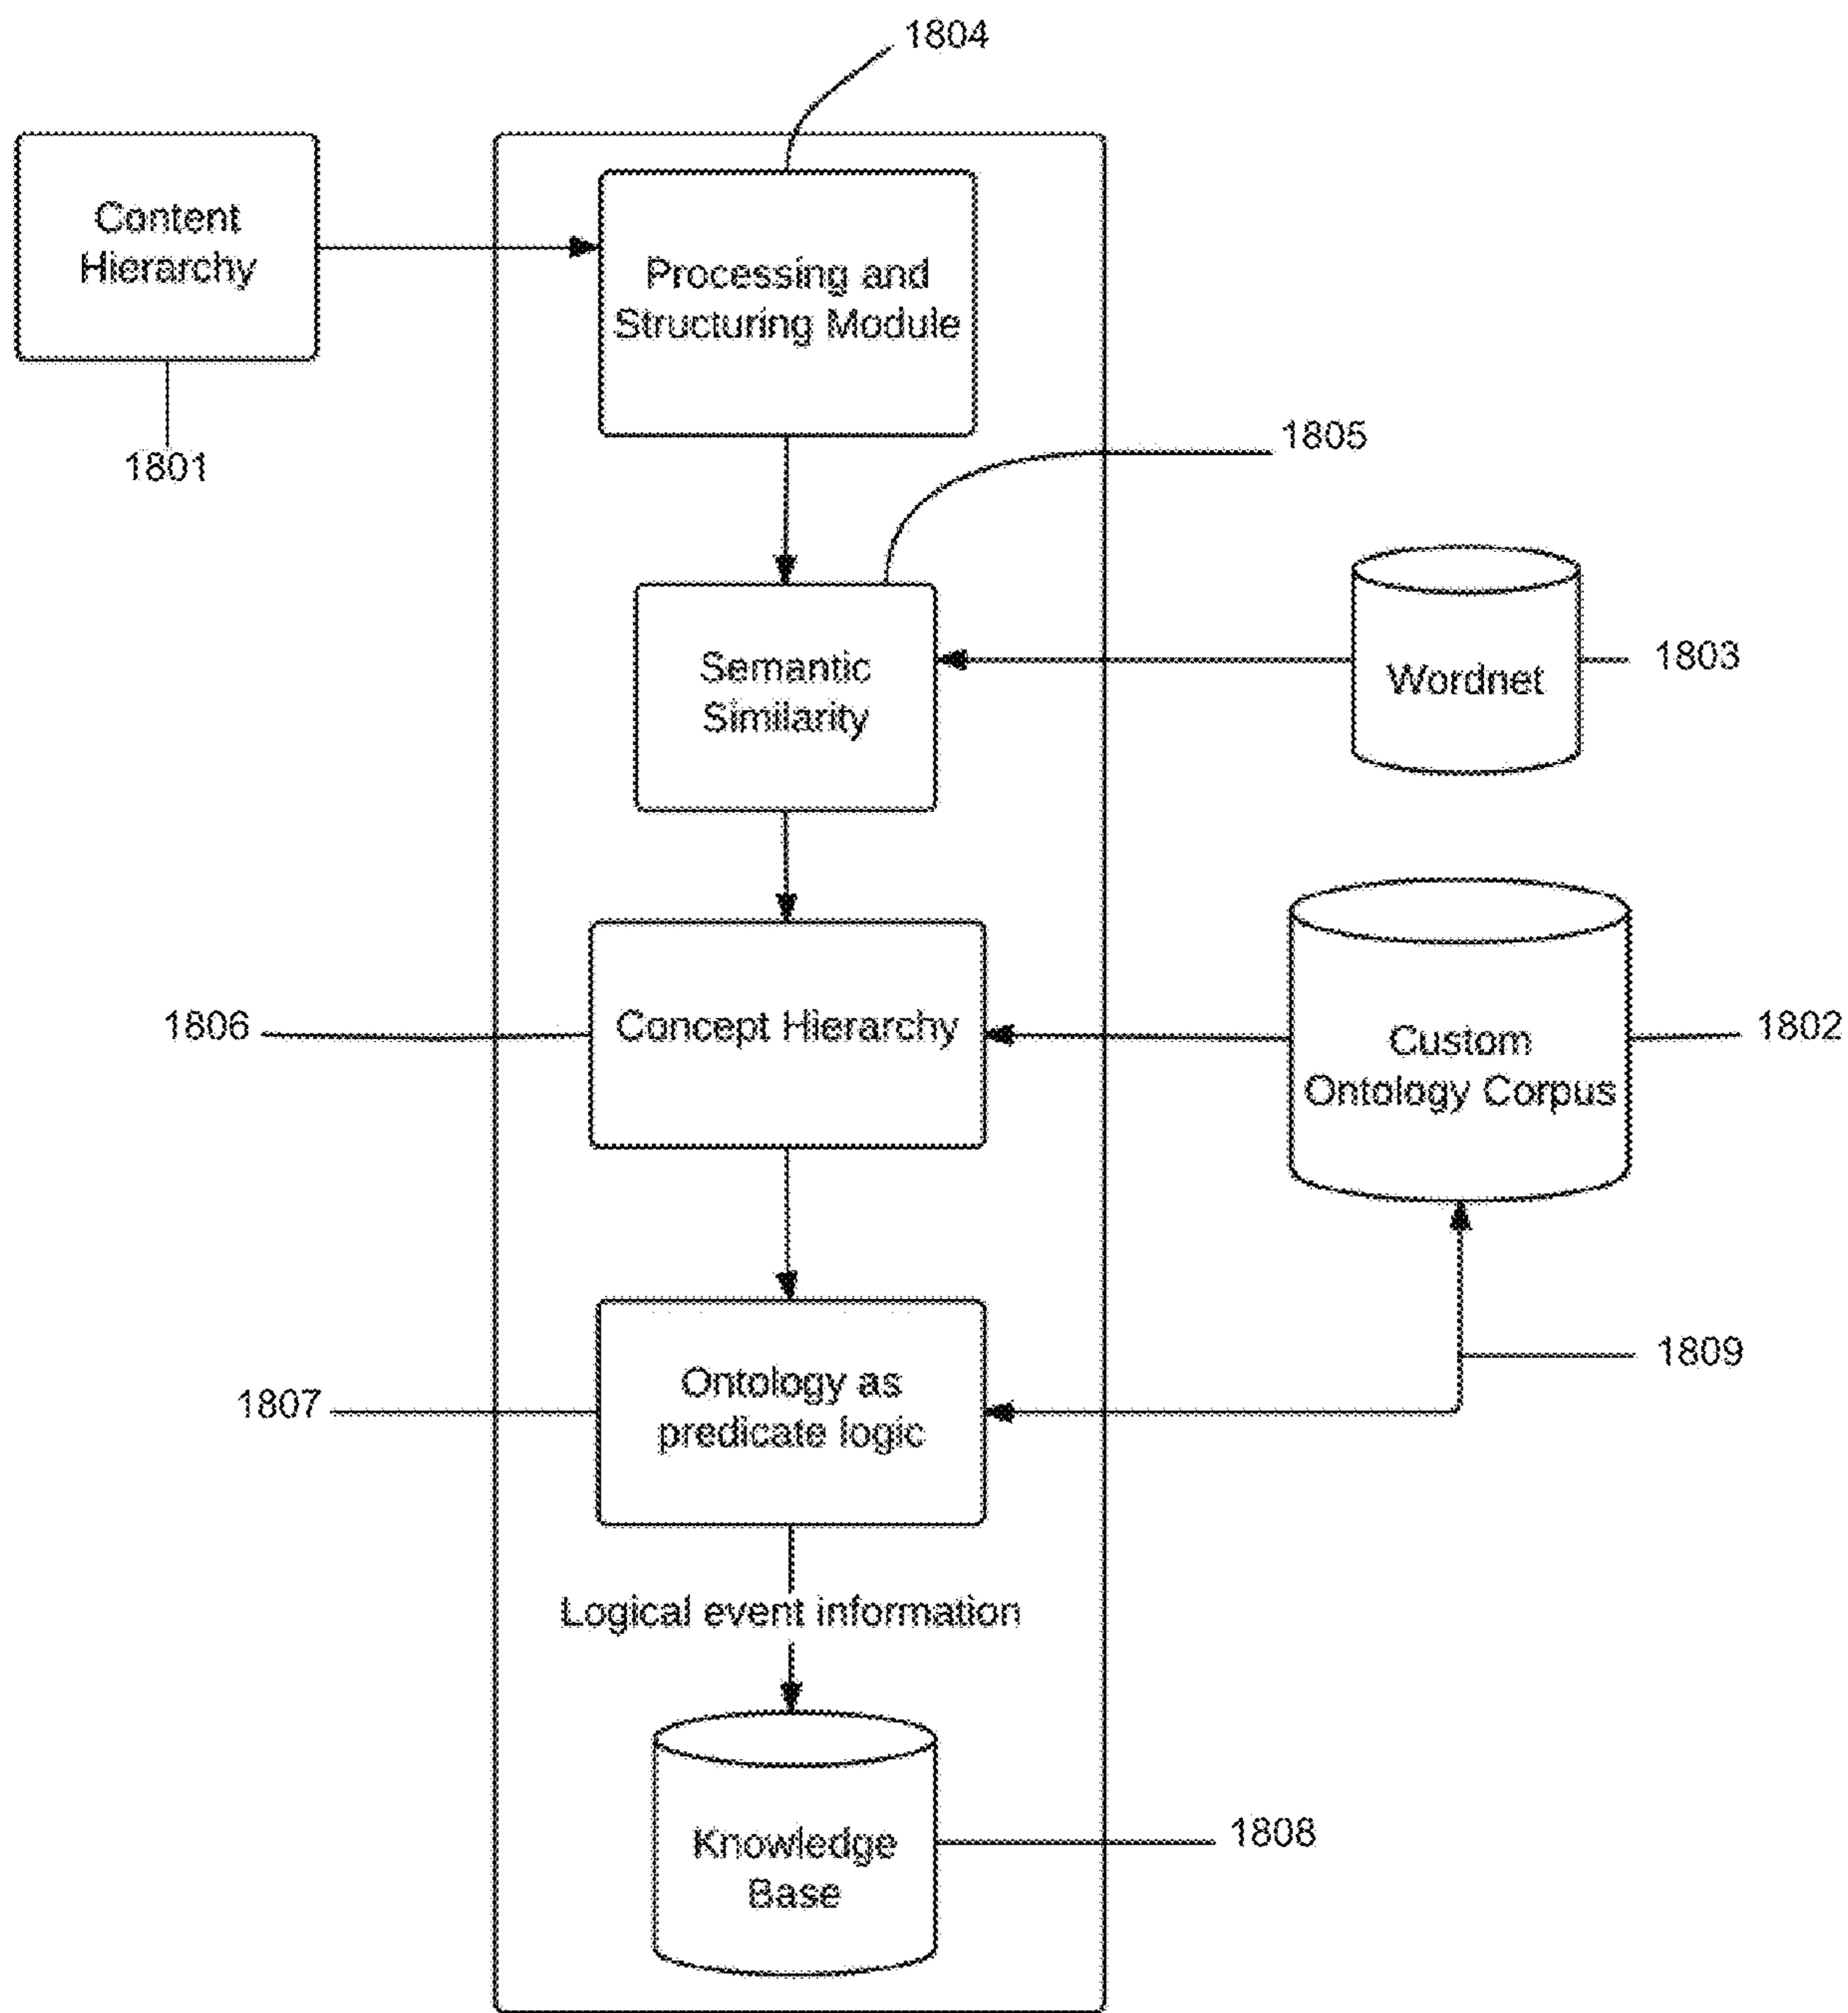 1804
Content
Hierarchy
1801
Processing and
Structuring Module
1805
Semantic
Similarity
Wordnet
1803
1806
Concept Hierarchy
Custom
Ontology Corpus
1802
1807
Ontology as
predicate logic
1809
Logical event information
Knowledge
Base
1808